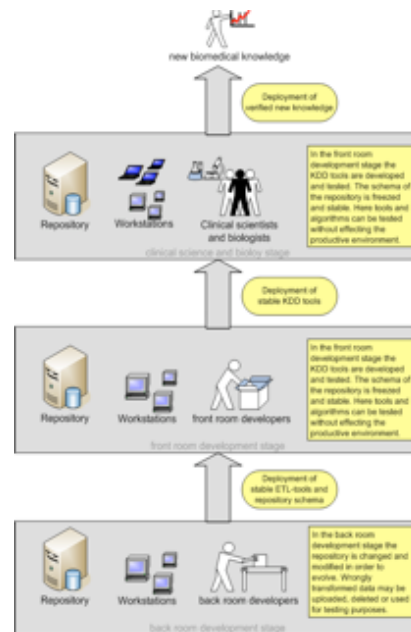 new biomedical knowledge
Deployment of
verified new knowledge.
In the front room
development stage the
KDD tools are developed
and tested. The schema of
the repository is freezed
and stable. Here tools and
algorithms can be tested
without effecting the
productive environment.
Repository
Workstations
Clinical scientists
and biologists
clinical science and bioloy stage
Deployment of
stable KDD tools
In the front room
development stage the
KDD tools are developed
and tested. The schema of
the repository is freezed
and stable. Here tools and
algorithms can be tested
without effecting the
productive environment.
Repository
Workstations
front room developers
front room development stage
Deployment of
stable ETL-tools and
repository schema
In the back room
development stage the
repository is changed and
modified in order to
evolve. Wrongly
transformed data may be
uploaded, deleted or used
for testing purposes.
Repository
Workstations
back room developers
back room development stage